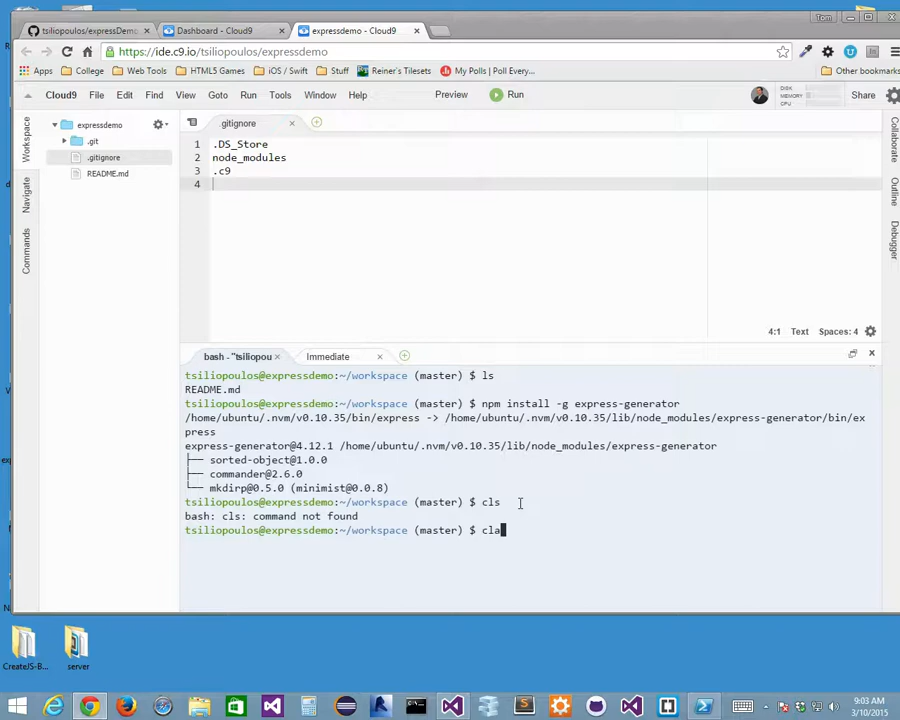 Tom
tsiliopoulos/expressDemo
Dashboard - Cloud9
expressdemo - Cloud9
https://ide.c9.io/tsiliopoulos/expressdemo
Apps College Web Tools HTML5 Games iOS / Swift Stuff Reiner's Tilesets My Polls | Poll Every... Other bookmarks
Cloud9 File Edit Find View Goto Run Tools Window Help Preview Run DISK MEMORY CPU Share
Workspace
Navigate
Commands
expressdemo
.git
.gitignore
README.md
.gitignore
1 .DS_Store
2 node_modules
3 .c9
4
4:1 Text Spaces: 4
Collaborate
Outline
Debugger
bash - "tsiliopou Immediate
tsiliopoulos@expressdemo:~/workspace (master) $ ls
README.md
tsiliopoulos@expressdemo:~/workspace (master) $ npm install -g express-generator
/home/ubuntu/.nvm/v0.10.35/bin/express -> /home/ubuntu/.nvm/v0.10.35/lib/node_modules/express-generator/bin/ex
press
express-generator@4.12.1 /home/ubuntu/.nvm/v0.10.35/lib/node_modules/express-generator
├── sorted-object@1.0.0
├── commander@2.6.0
└── mkdirp@0.5.0 (minimist@0.0.8)
tsiliopoulos@expressdemo:~/workspace (master) $ cls
bash: cls: command not found
tsiliopoulos@expressdemo:~/workspace (master) $ cla
CreateJS-B...
server
9:03 AM
3/10/2015